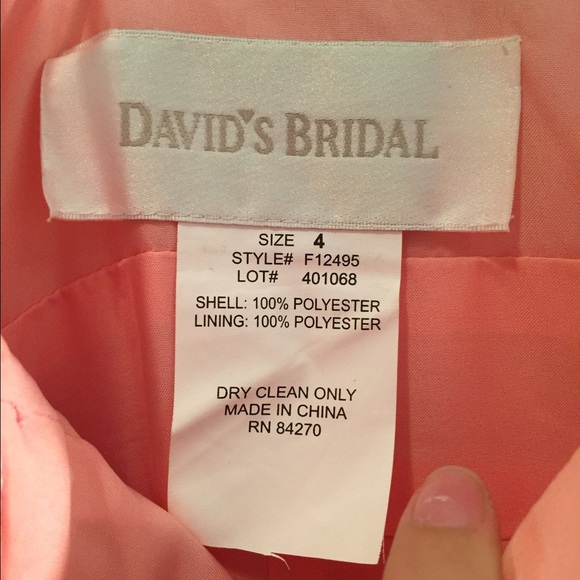 DAVID'S BRIDAL
SIZE 4
STYLE# F12495
LOT# 401068
SHELL: 100% POLYESTER
LINING: 100% POLYESTER
DRY CLEAN ONLY
MADE IN CHINA
RN 84270